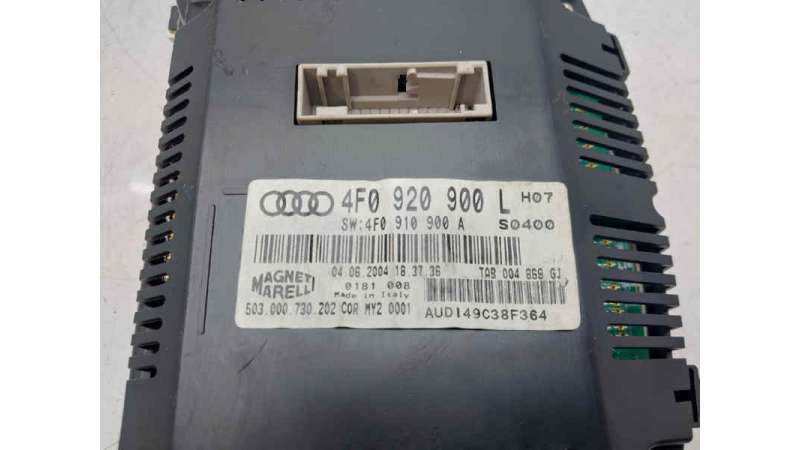 4F0 920 900 L H07
SW:4F0 910 900 A S0400
MAGNETI MARELLI
04.06.2004 18.37.36 TAB 004 868 GJ
0181 008
Made in Italy
503.000.730.202 COR MY2 0001 AUDI49C38F364